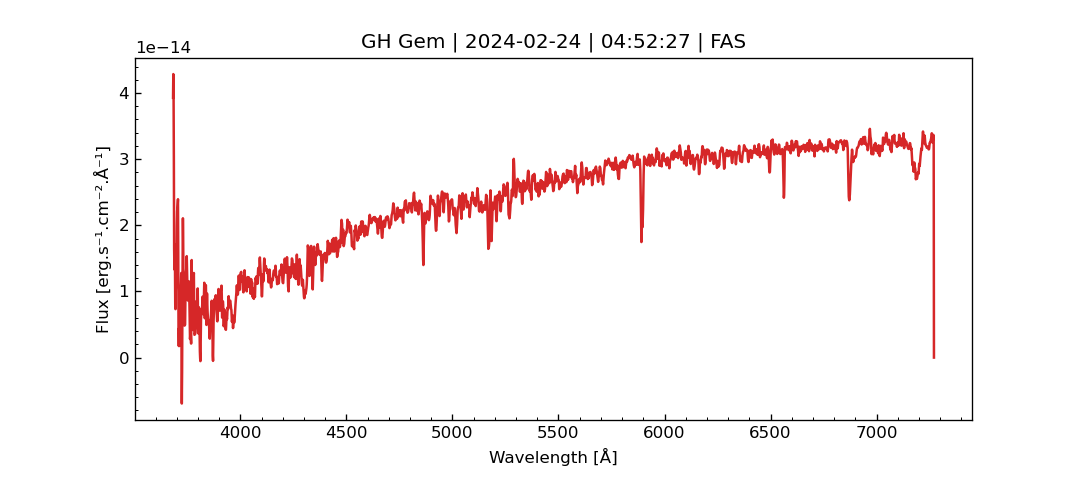 GH Gem | 2024-02-24 | 04:52:27 | FAS
1e−14
4
3
2
1
0
Flux [erg.s⁻¹.cm⁻².Å⁻¹]
4000 4500 5000 5500 6000 6500 7000
Wavelength [Å]